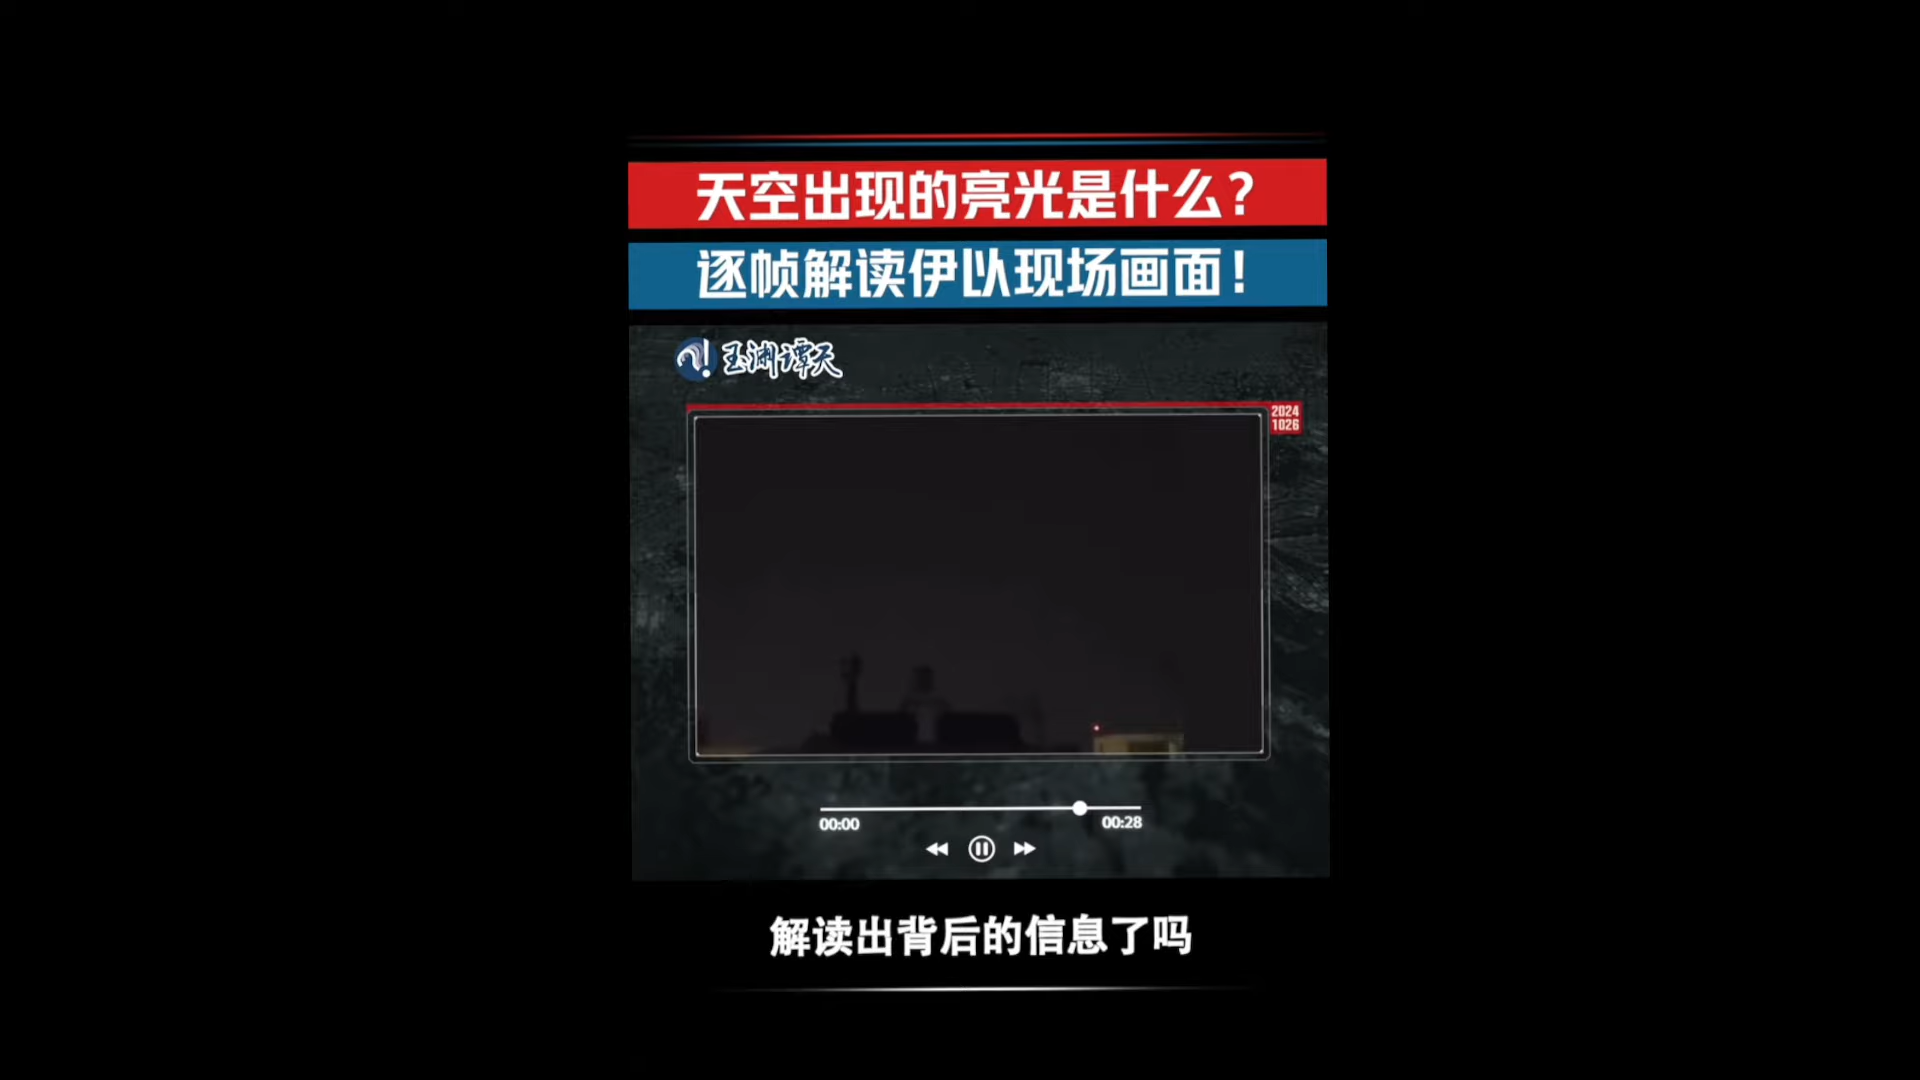 天空出现的亮光是什么？
逐帧解读伊以现场画面！
玉渊谭天
2024
1026
00:00
00:28
解读出背后的信息了吗